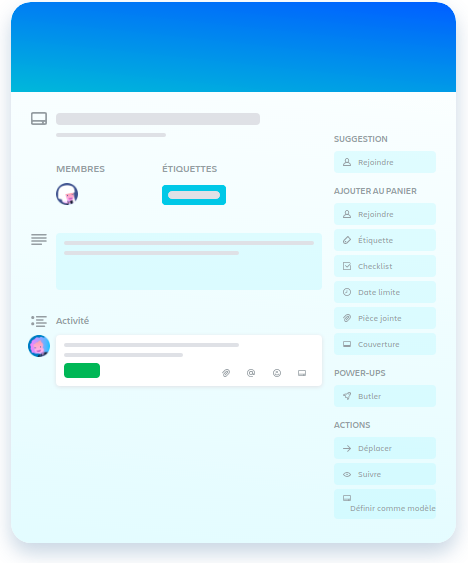 MEMBRES
ÉTIQUETTES
Activité
SUGGESTION
Rejoindre
AJOUTER AU PANIER
Rejoindre
Étiquette
Checklist
Date limite
Pièce jointe
Couverture
POWER-UPS
Butler
ACTIONS
Déplacer
Suivre
Définir comme modèle